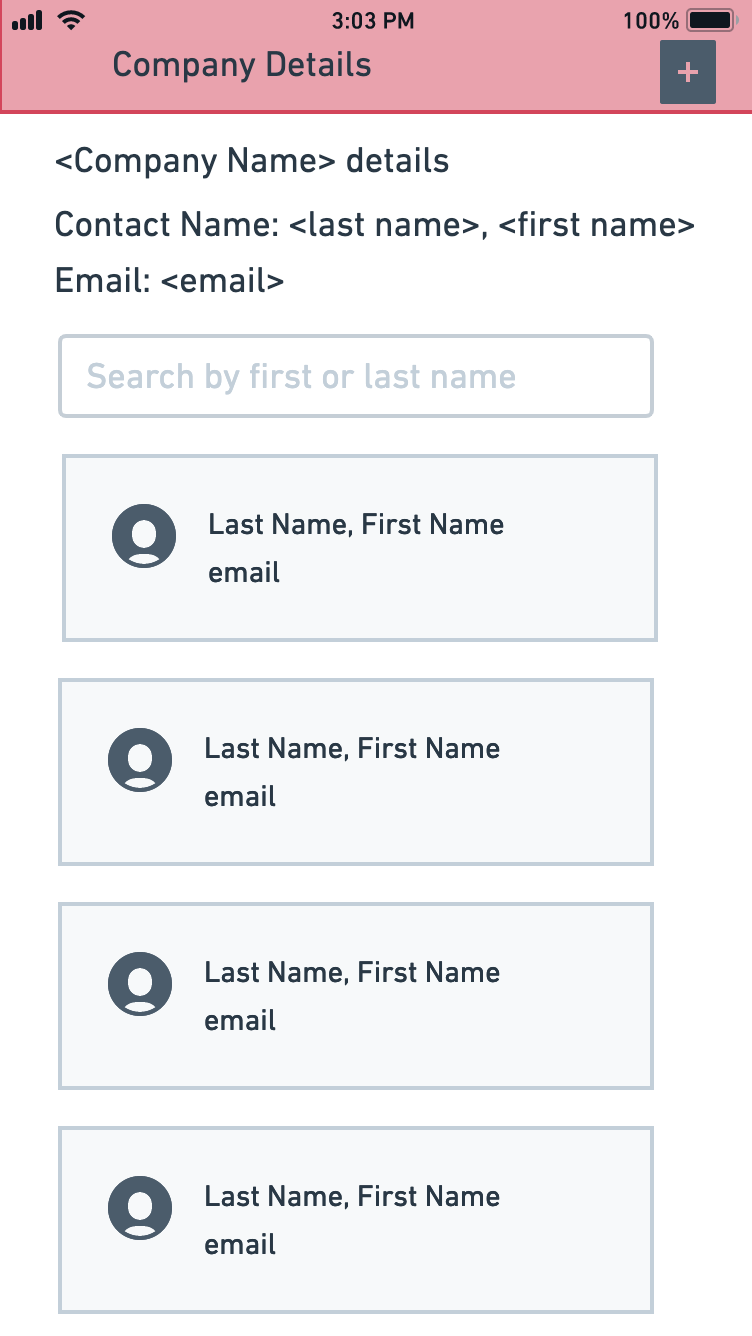 3:03 PM 100%
Company Details
+
<Company Name> details
Contact Name: <last name>, <first name>
Email: <email>
Search by first or last name
Last Name, First Name
email
Last Name, First Name
email
Last Name, First Name
email
Last Name, First Name
email